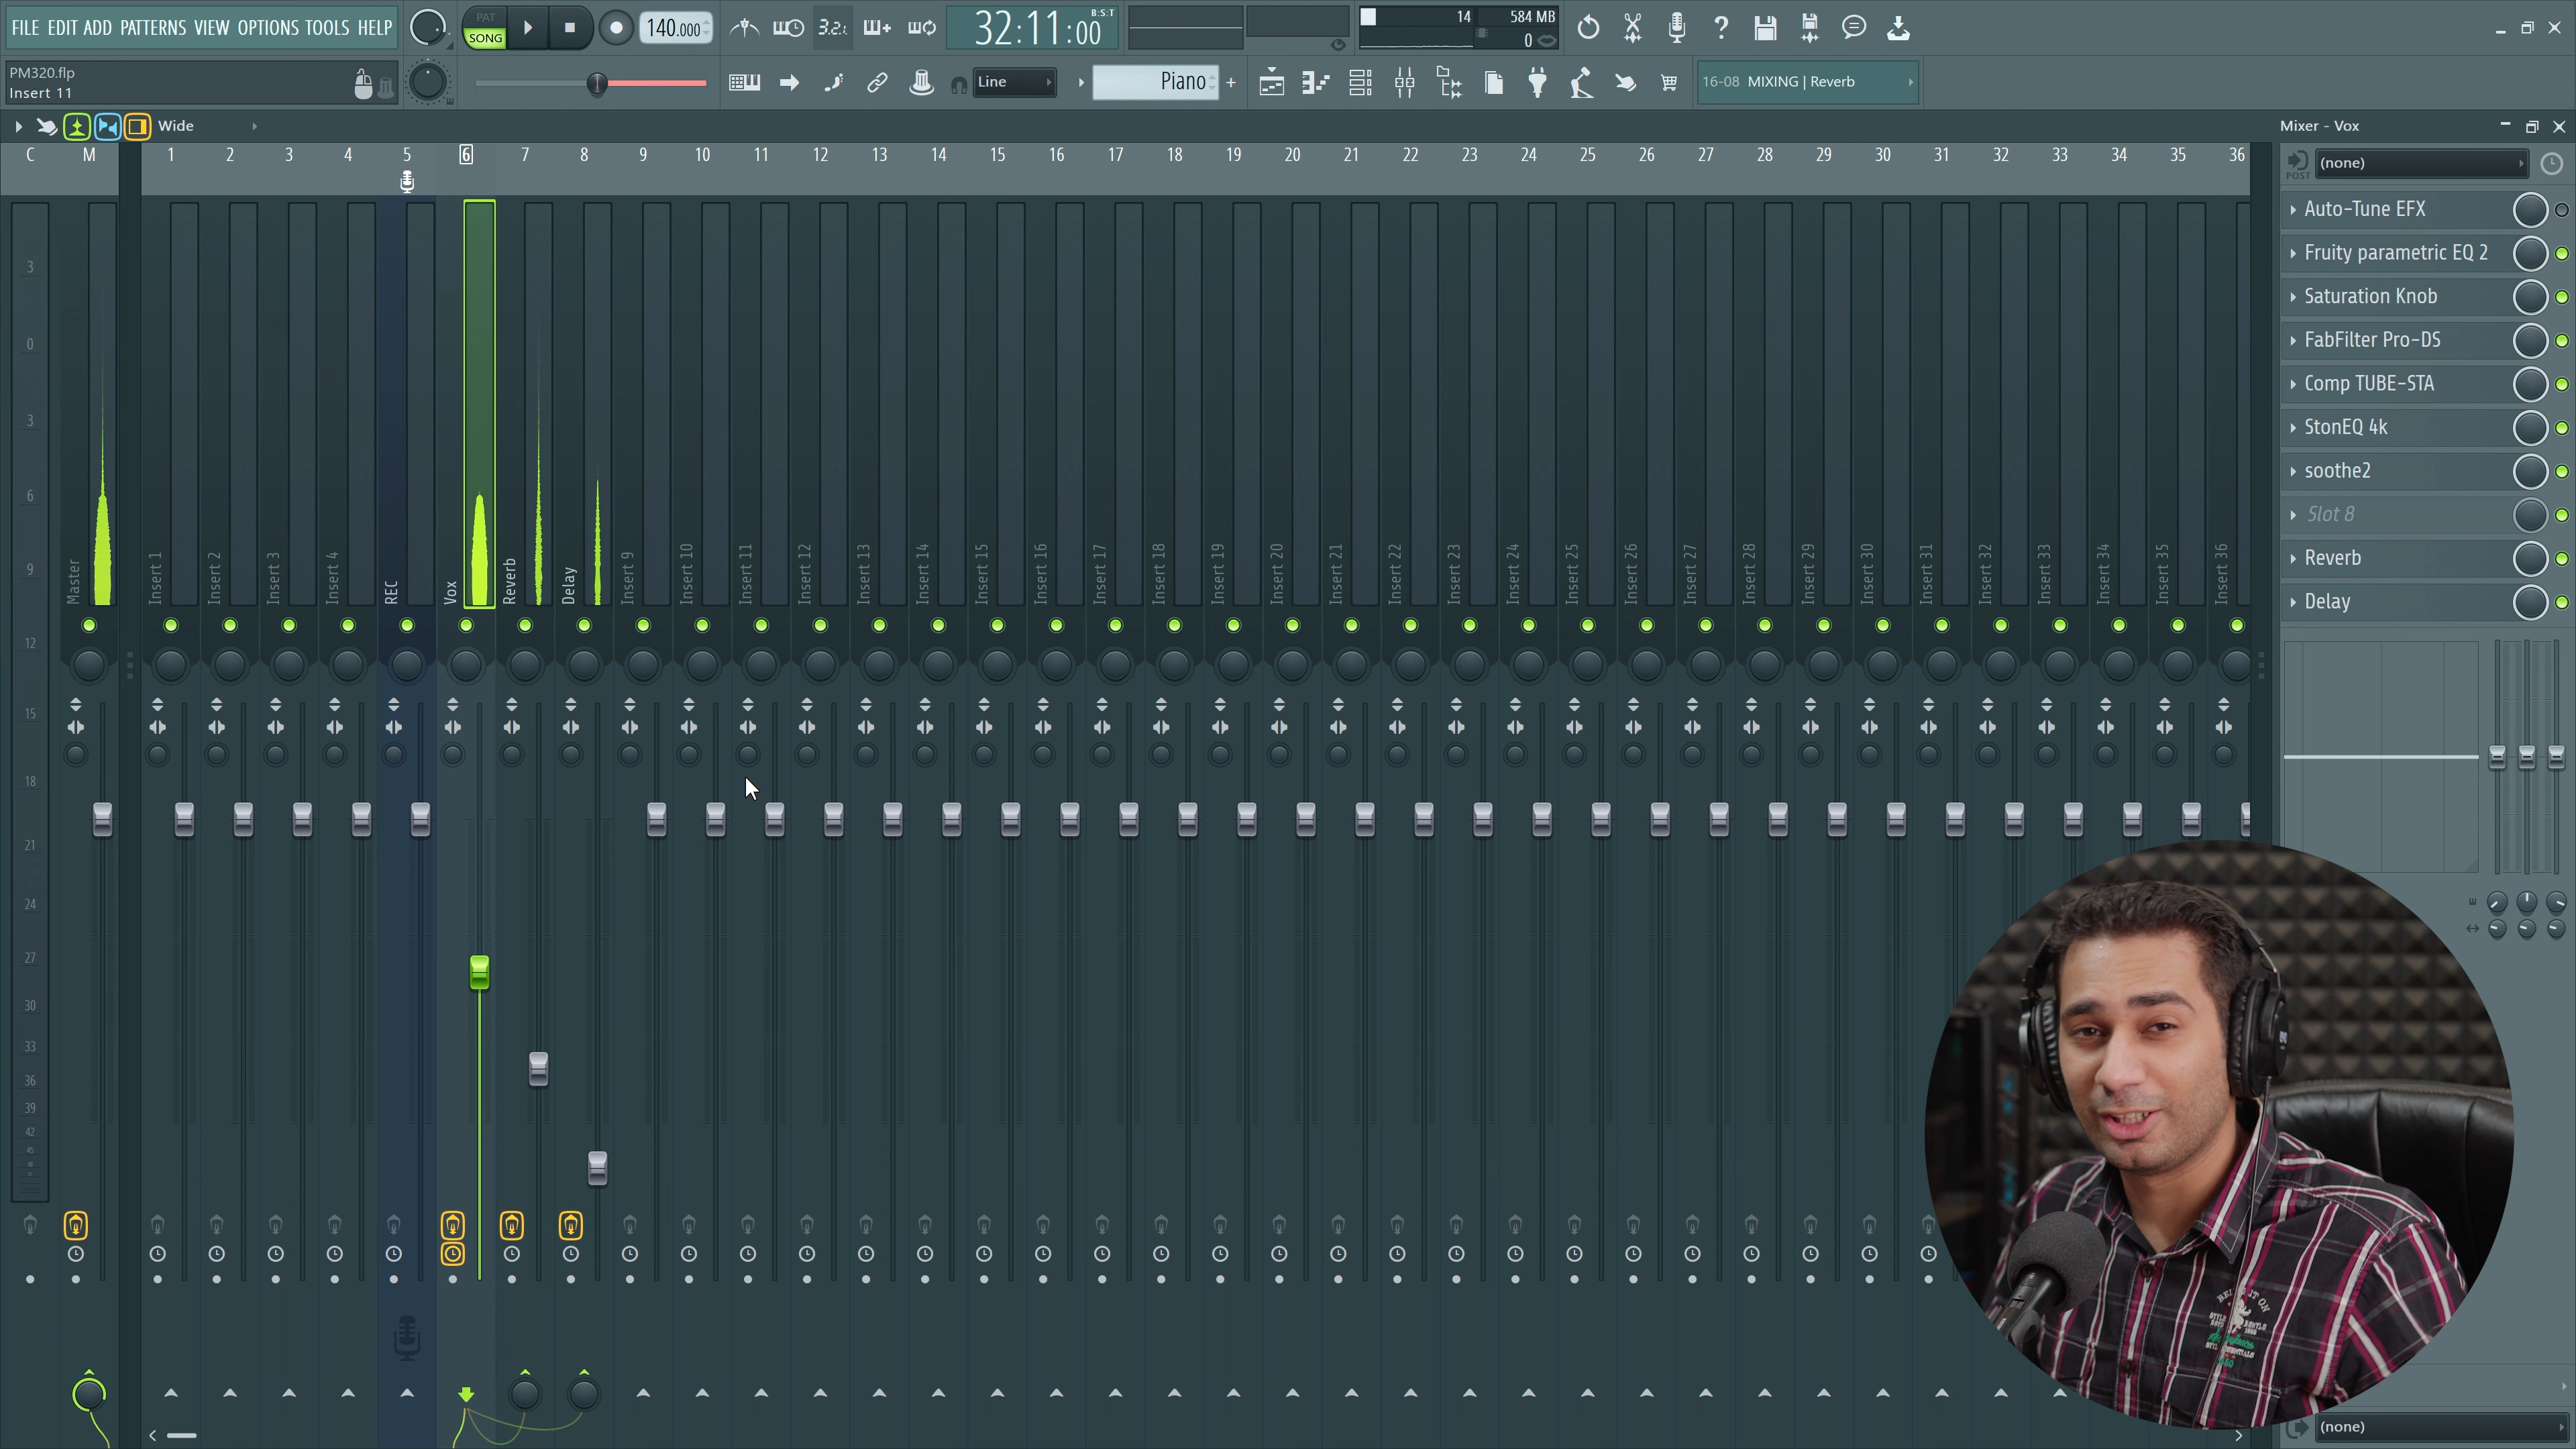 FILE EDIT ADD PATTERNS VIEW OPTIONS TOOLS HELP
PAT
SONG
140.000
3.2.
32:11:00
B:S:T
14
584 MB
0
PM320.flp
Insert 11
Line
Piano
16-08 MIXING | Reverb
Wide
Mixer - Vox
C M 1 2 3 4 5 6 7 8 9 10 11 12 13 14 15 16 17 18 19 20 21 22 23 24 25 26 27 28 29 30 31 32 33 34 35 36
POST
(none)
Auto-Tune EFX
Fruity parametric EQ 2
Saturation Knob
FabFilter Pro-DS
Comp TUBE-STA
StonEQ 4k
soothe2
Slot 8
Reverb
Delay
3
0
3
6
9
12
15
18
21
24
27
30
33
36
39
42
45
Master
Insert 1
Insert 2
Insert 3
Insert 4
REC
Vox
Reverb
Delay
Insert 9
Insert 10
Insert 11
Insert 12
Insert 13
Insert 14
Insert 15
Insert 16
Insert 17
Insert 18
Insert 19
Insert 20
Insert 21
Insert 22
Insert 23
Insert 24
Insert 25
Insert 26
Insert 27
Insert 28
Insert 29
Insert 30
Insert 31
Insert 32
Insert 33
Insert 34
Insert 35
Insert 36
(none)